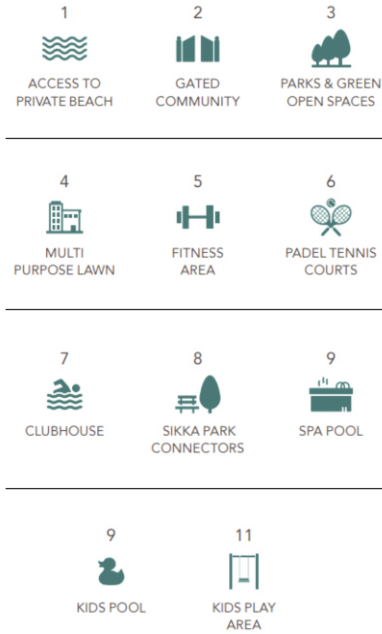 1
2
3
ACCESS TO
PRIVATE BEACH
GATED
COMMUNITY
PARKS & GREEN
OPEN SPACES
4
5
6
MULTI
PURPOSE LAWN
FITNESS
AREA
PADEL TENNIS
COURTS
7
8
9
CLUBHOUSE
SIKKA PARK
CONNECTORS
SPA POOL
9
11
KIDS POOL
KIDS PLAY
AREA